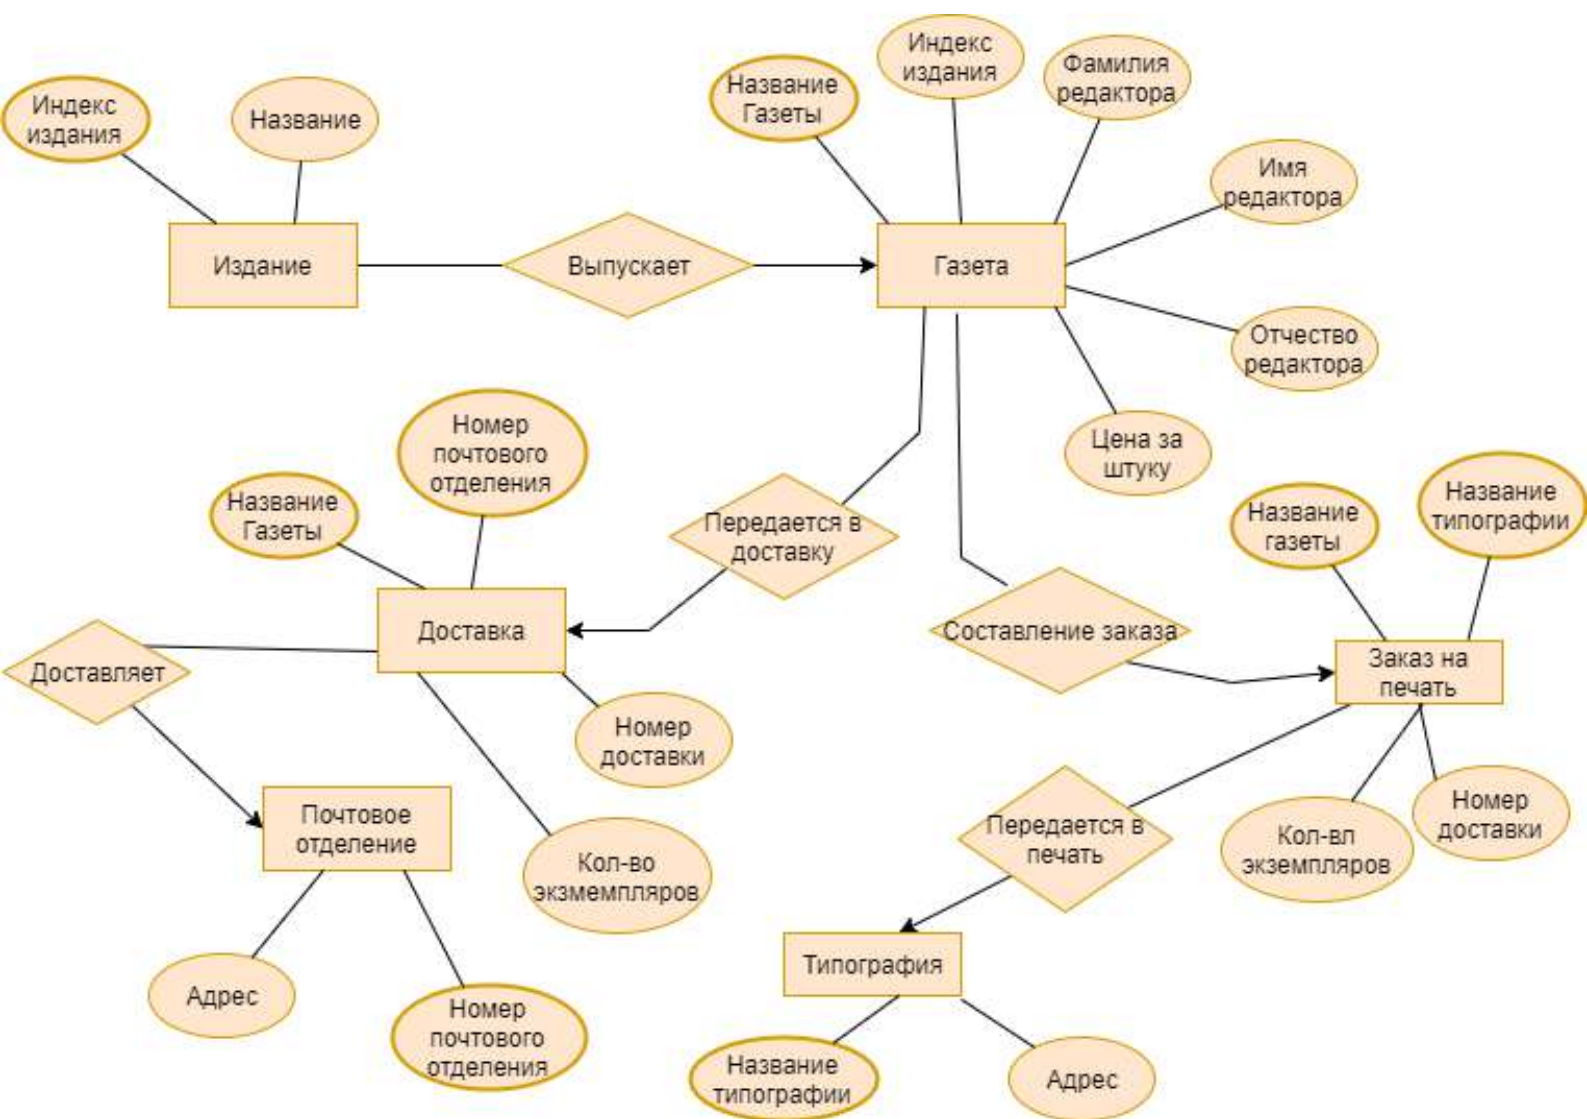 Индекс
издания
Название
Название
Газеты
Индекс
издания
Фамилия
редактора
Имя
редактора
Издание
Выпускает
Газета
Отчество
редактора
Цена за
штуку
Номер
почтового
отделения
Название
Газеты
Передается в
доставку
Название
газеты
Название
типографии
Доставка
Составление заказа
Заказ на
печать
Доставляет
Номер
доставки
Почтовое
отделение
Кол-во
экзмемпляров
Передается в
печать
Кол-вл
экземпляров
Номер
доставки
Адрес
Номер
почтового
отделения
Типография
Название
типографии
Адрес